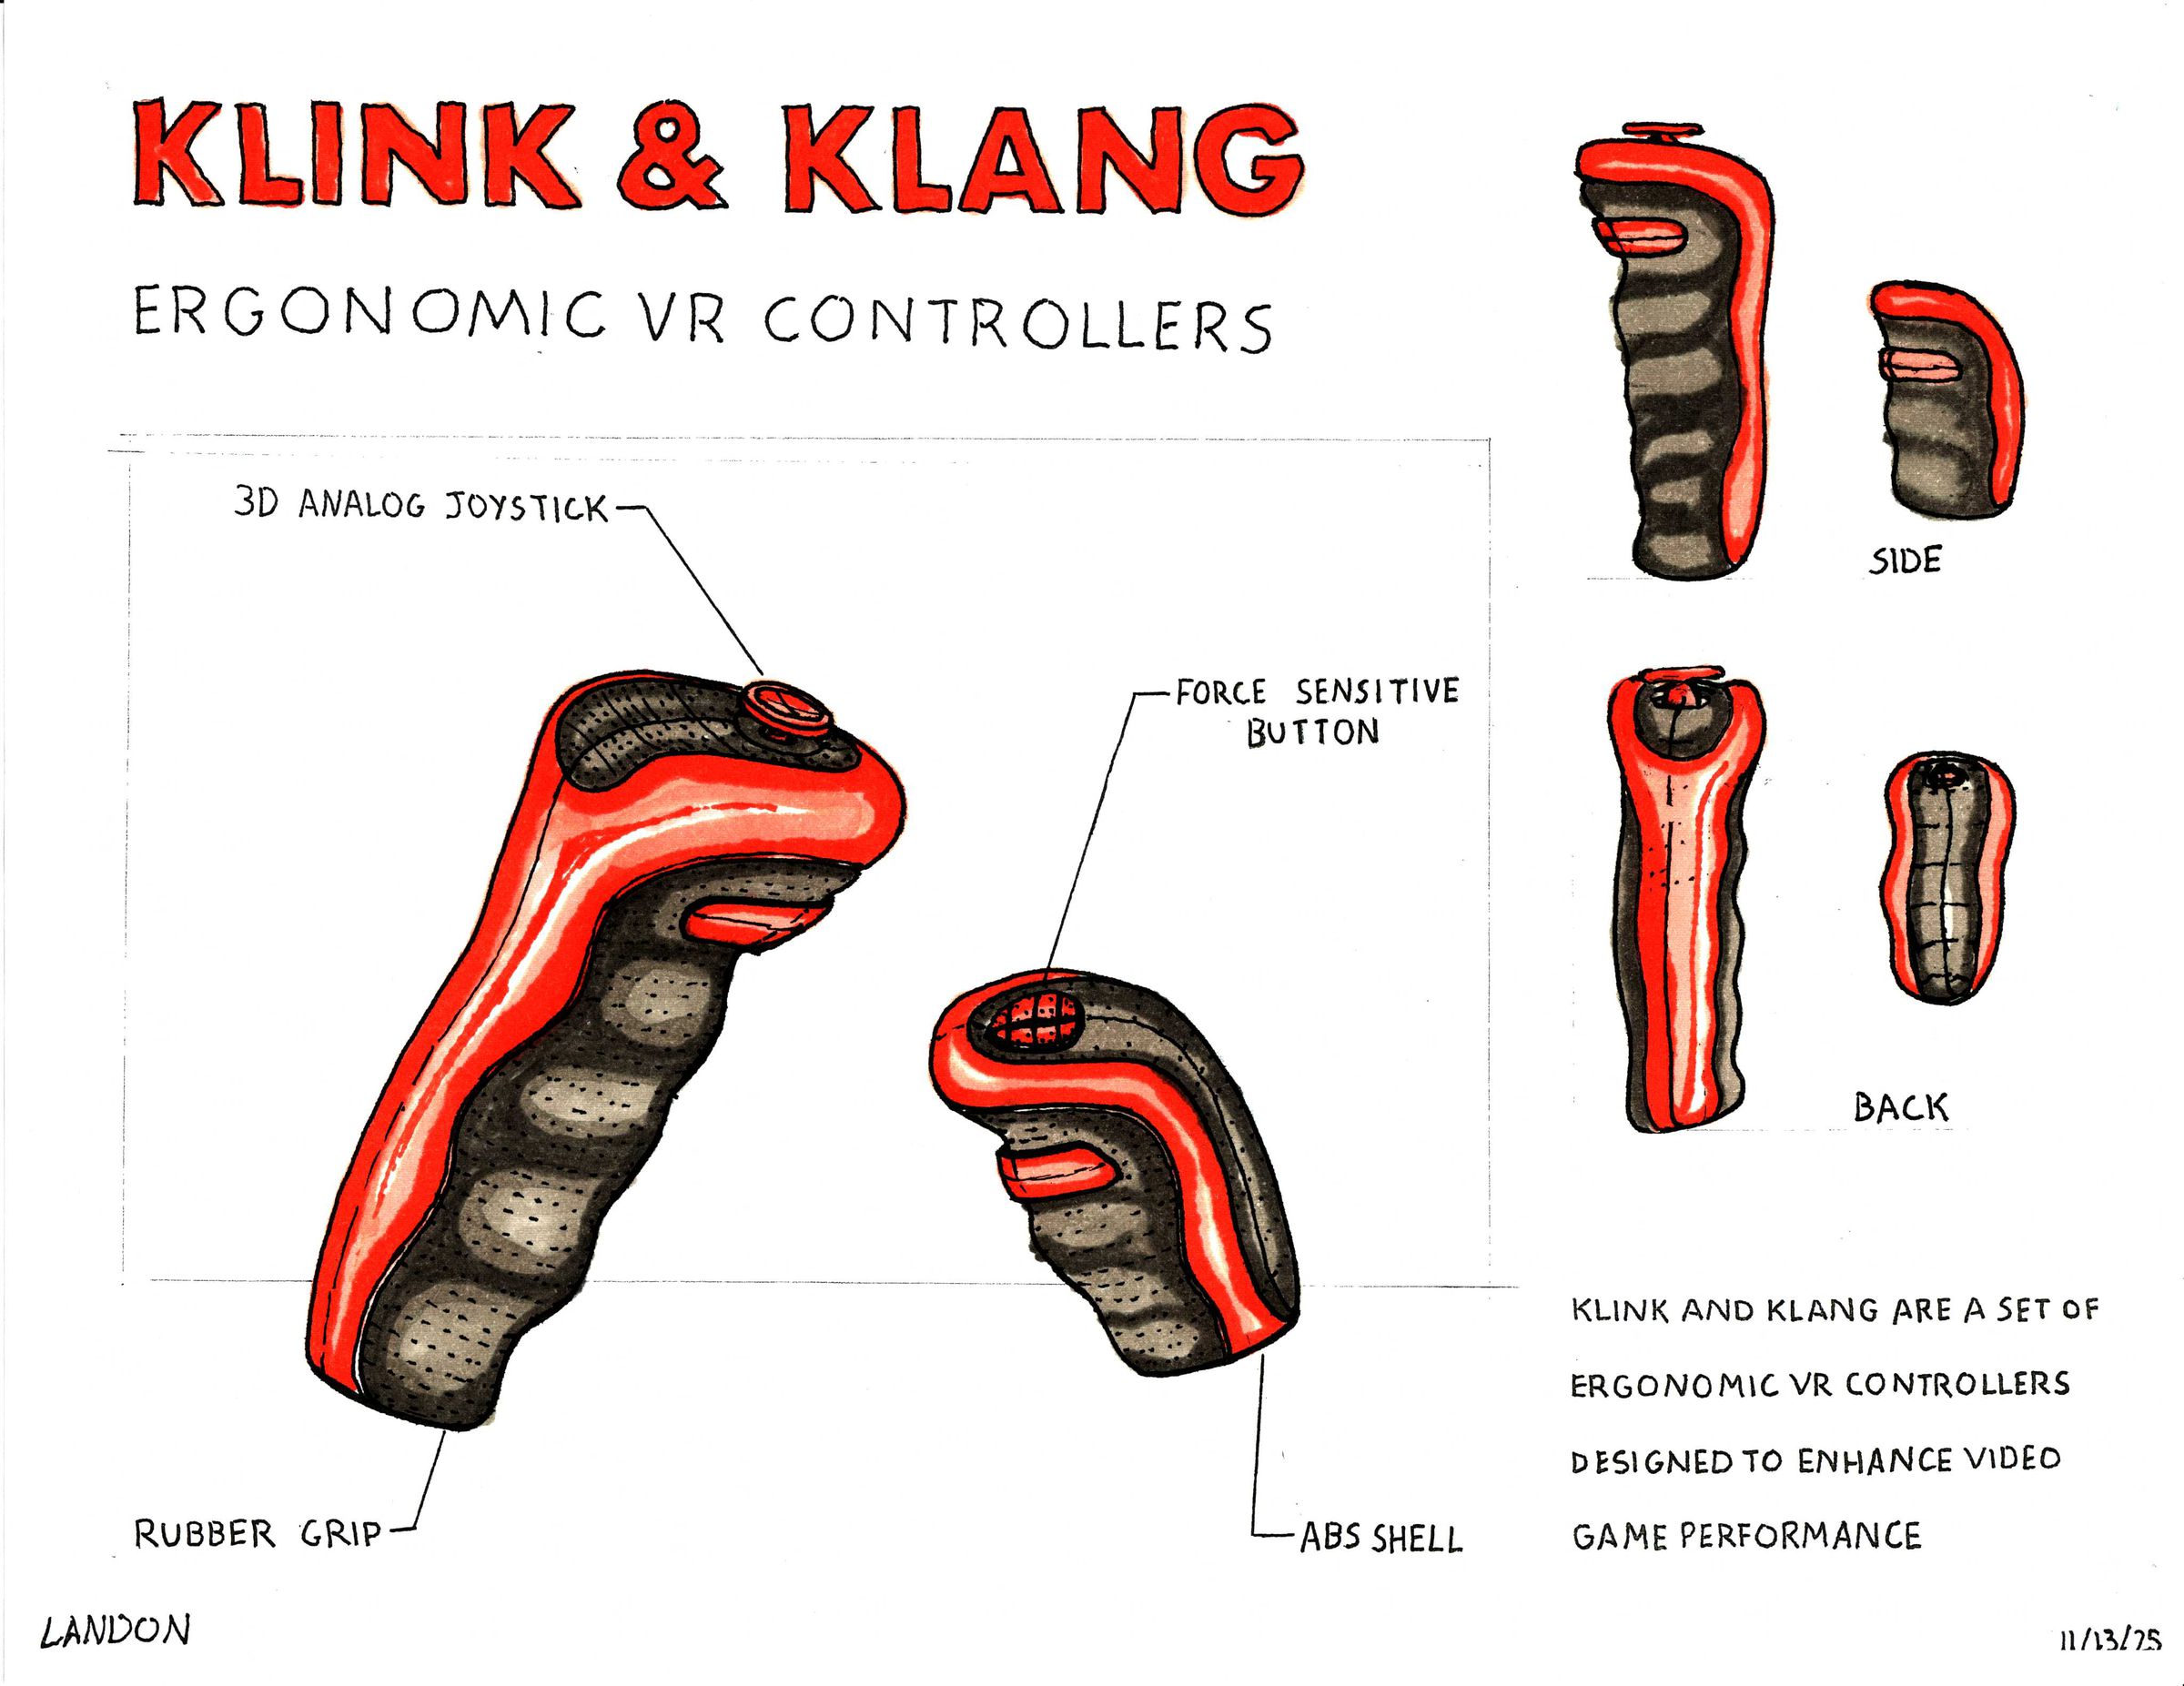 KLINK & KLANG
ERGONOMIC VR CONTROLLERS
3D ANALOG JOYSTICK
FORCE SENSITIVE
BUTTON
RUBBER GRIP
ABS SHELL
SIDE
BACK
KLINK AND KLANG ARE A SET OF
ERGONOMIC VR CONTROLLERS
DESIGNED TO ENHANCE VIDEO
GAME PERFORMANCE
LANDON
11/13/25